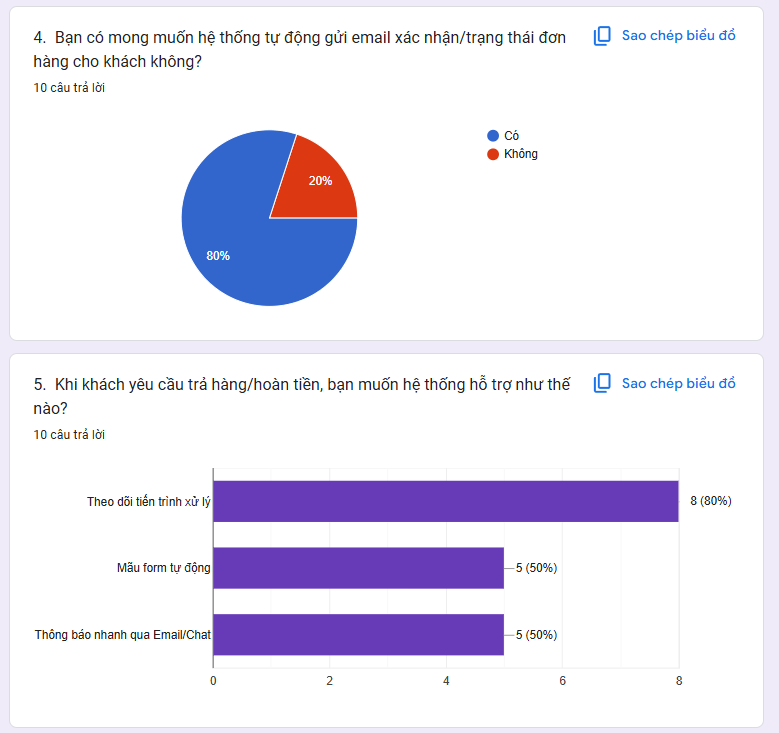 4. Bạn có mong muốn hệ thống tự động gửi email xác nhận/trạng thái đơn
hàng cho khách không?
Sao chép biểu đồ
10 câu trả lời
Có
Không
20%
80%
5. Khi khách yêu cầu trả hàng/hoàn tiền, bạn muốn hệ thống hỗ trợ như thế
nào?
Sao chép biểu đồ
10 câu trả lời
Theo dõi tiến trình xử lý
8 (80%)
Mẫu form tự động
5 (50%)
Thông báo nhanh qua Email/Chat
5 (50%)
0 2 4 6 8